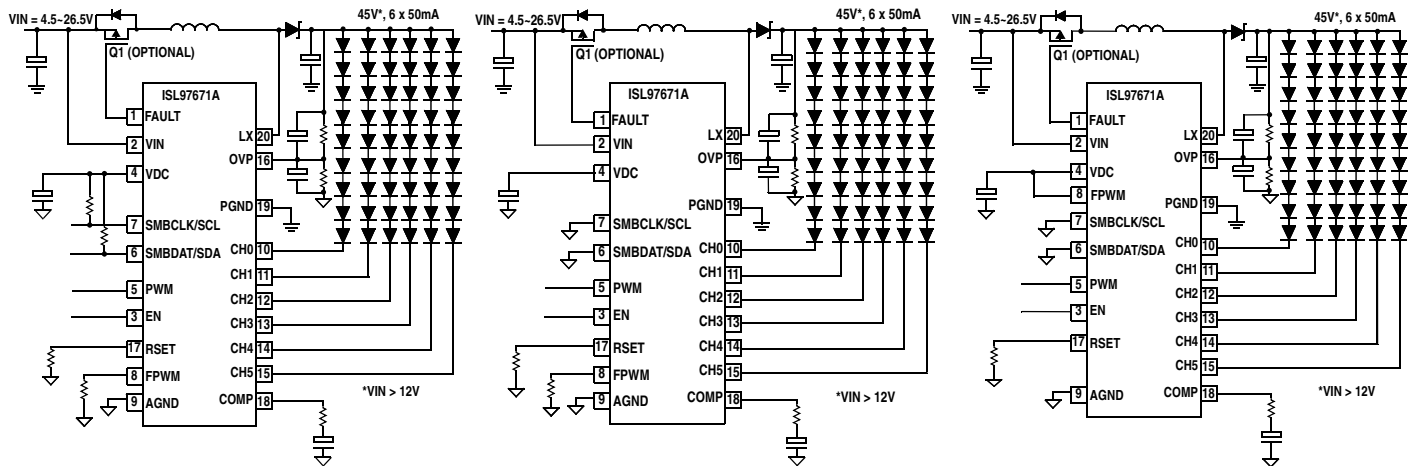 VIN = 4.5~26.5V
45V*, 6 x 50mA
Q1 (OPTIONAL)
ISL97671A
1 FAULT
LX 20
2 VIN
OVP 16
4 VDC
PGND 19
7 SMBCLK/SCL
6 SMBDAT/SDA
CH0 10
CH1 11
5 PWM
CH2 12
3 EN
CH3 13
17 RSET
CH4 14
8 FPWM
CH5 15
*VIN > 12V
9 AGND
COMP 18
VIN = 4.5~26.5V
45V*, 6 x 50mA
Q1 (OPTIONAL)
ISL97671A
1 FAULT
LX 20
2 VIN
OVP 16
4 VDC
PGND 19
7 SMBCLK/SCL
6 SMBDAT/SDA
CH0 10
CH1 11
5 PWM
CH2 12
3 EN
CH3 13
17 RSET
CH4 14
8 FPWM
CH5 15
*VIN > 12V
9 AGND
COMP 18
VIN = 4.5~26.5V
45V*, 6 x 50mA
Q1 (OPTIONAL)
ISL97671A
1 FAULT
LX 20
2 VIN
OVP 16
4 VDC
8 FPWM
PGND 19
7 SMBCLK/SCL
6 SMBDAT/SDA
CH0 10
CH1 11
5 PWM
CH2 12
3 EN
CH3 13
17 RSET
CH4 14
CH5 15
*VIN > 12V
9 AGND
COMP 18